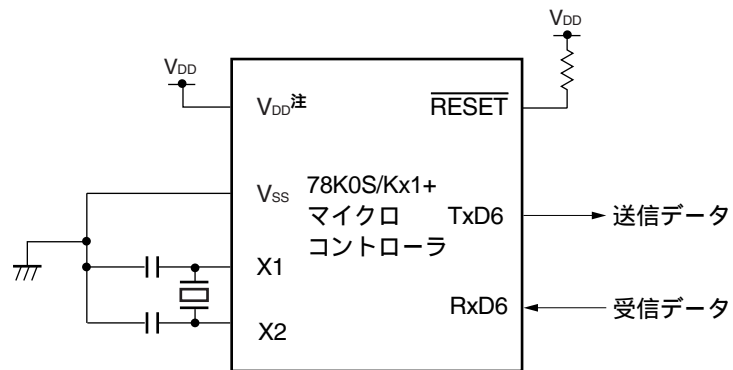 VDD
VDD
VDD注
RESET
VSS
78K0S/Kx1+
マイクロ
コントローラ
TxD6
送信データ
X1
RxD6
受信データ
X2